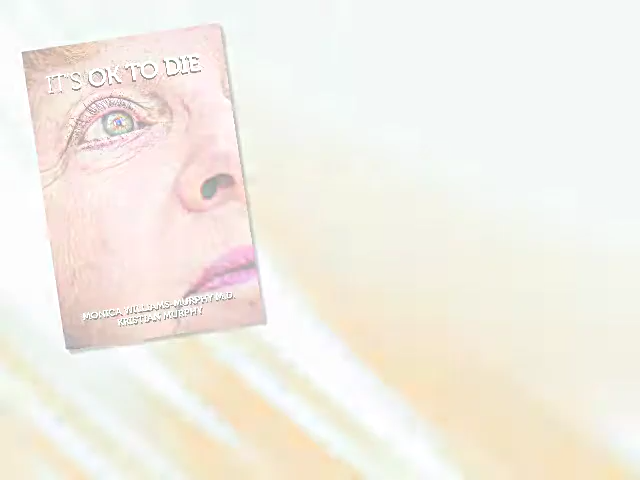 IT'S OK TO DIE
MONICA WILLIAMS-MURPHY M.D.
KRISTIAN MURPHY